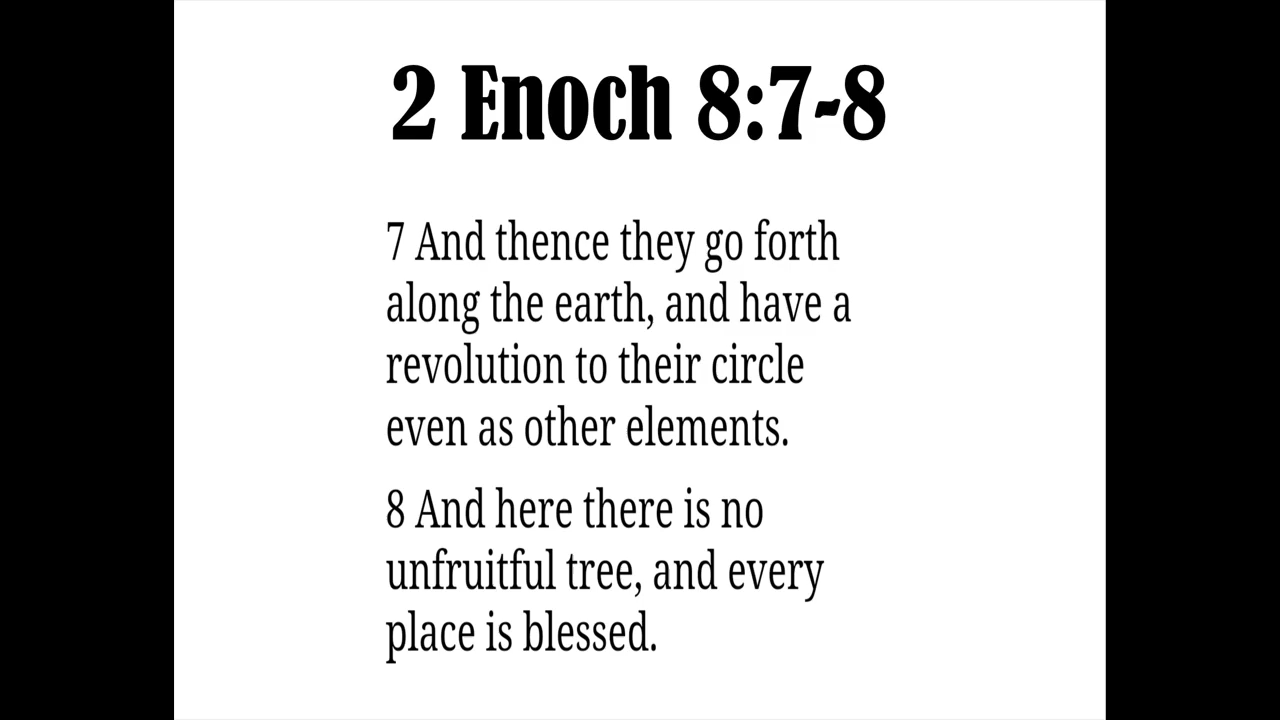 2 Enoch 8:7-8
7 And thence they go forth
along the earth, and have a
revolution to their circle
even as other elements.
8 And here there is no
unfruitful tree, and every
place is blessed.